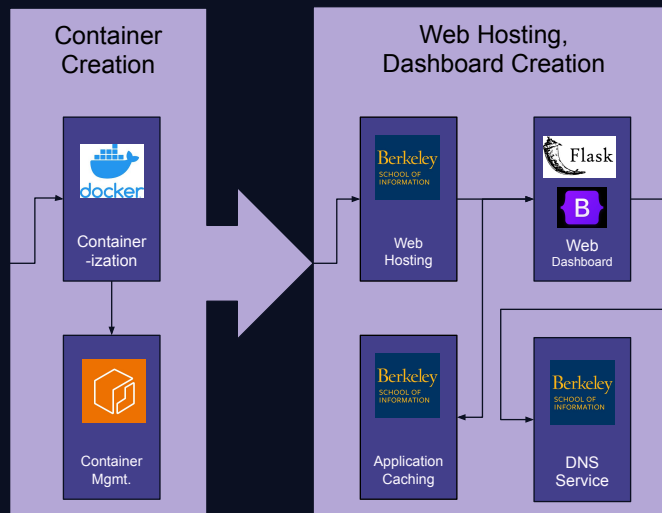 Container
Creation
docker
Container
-ization
Container
Mgmt.
Web Hosting,
Dashboard Creation
Berkeley
SCHOOL OF
INFORMATION
Web
Hosting
Flask
B
Web
Dashboard
Berkeley
SCHOOL OF
INFORMATION
Application
Caching
Berkeley
SCHOOL OF
INFORMATION
DNS
Service